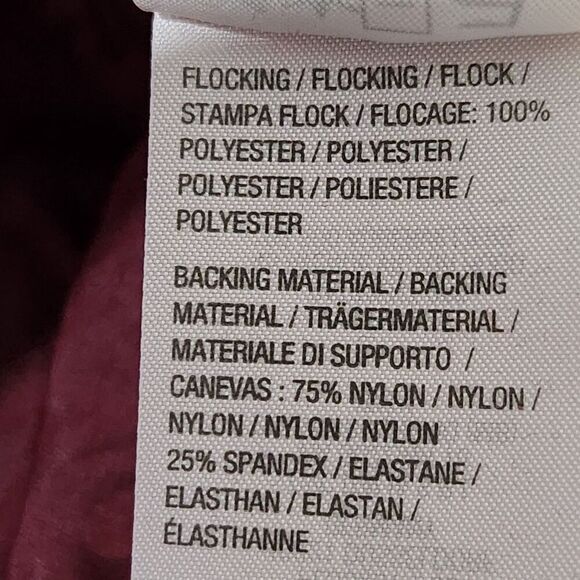 FLOCKING / FLOCKING / FLOCK /
STAMPA FLOCK / FLOCAGE: 100%
POLYESTER / POLYESTER /
POLYESTER / POLIESTERE /
POLYESTER
BACKING MATERIAL / BACKING
MATERIAL / TRÄGERMATERIAL /
MATERIALE DI SUPPORTO /
CANEVAS : 75% NYLON / NYLON /
NYLON / NYLON / NYLON
25% SPANDEX / ELASTANE /
ELASTHAN / ELASTAN /
ÉLASTHANNE